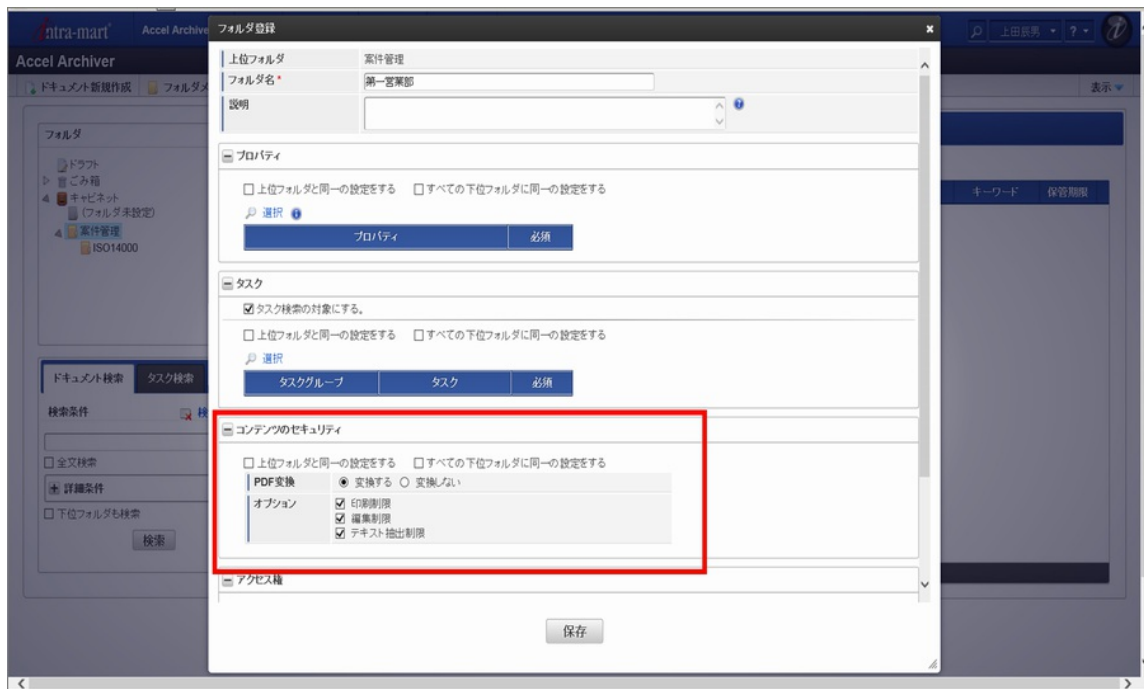 intra-mart Accel Archive 上田辰男 ?
Accel Archiver
ドキュメント新規作成 フォルダメ 表示
フォルダ
ドラフト
ごみ箱
キャビネット
(フォルダ未設定)
案件管理
ISO14000
キーワード 保管期限
ドキュメント検索 タスク検索
検索条件 検
全文検索
詳細条件
下位フォルダも検索
検索
フォルダ登録
上位フォルダ 案件管理
フォルダ名* 第一営業部
説明
プロパティ
上位フォルダと同一の設定をする すべての下位フォルダに同一の設定をする
選択
プロパティ 必須
タスク
タスク検索の対象にする。
上位フォルダと同一の設定をする すべての下位フォルダに同一の設定をする
選択
タスクグループ タスク 必須
コンテンツのセキュリティ
上位フォルダと同一の設定をする すべての下位フォルダに同一の設定をする
PDF変換 変換する 変換しない
オプション 印刷制限
編集制限
テキスト抽出制限
アクセス権
保存